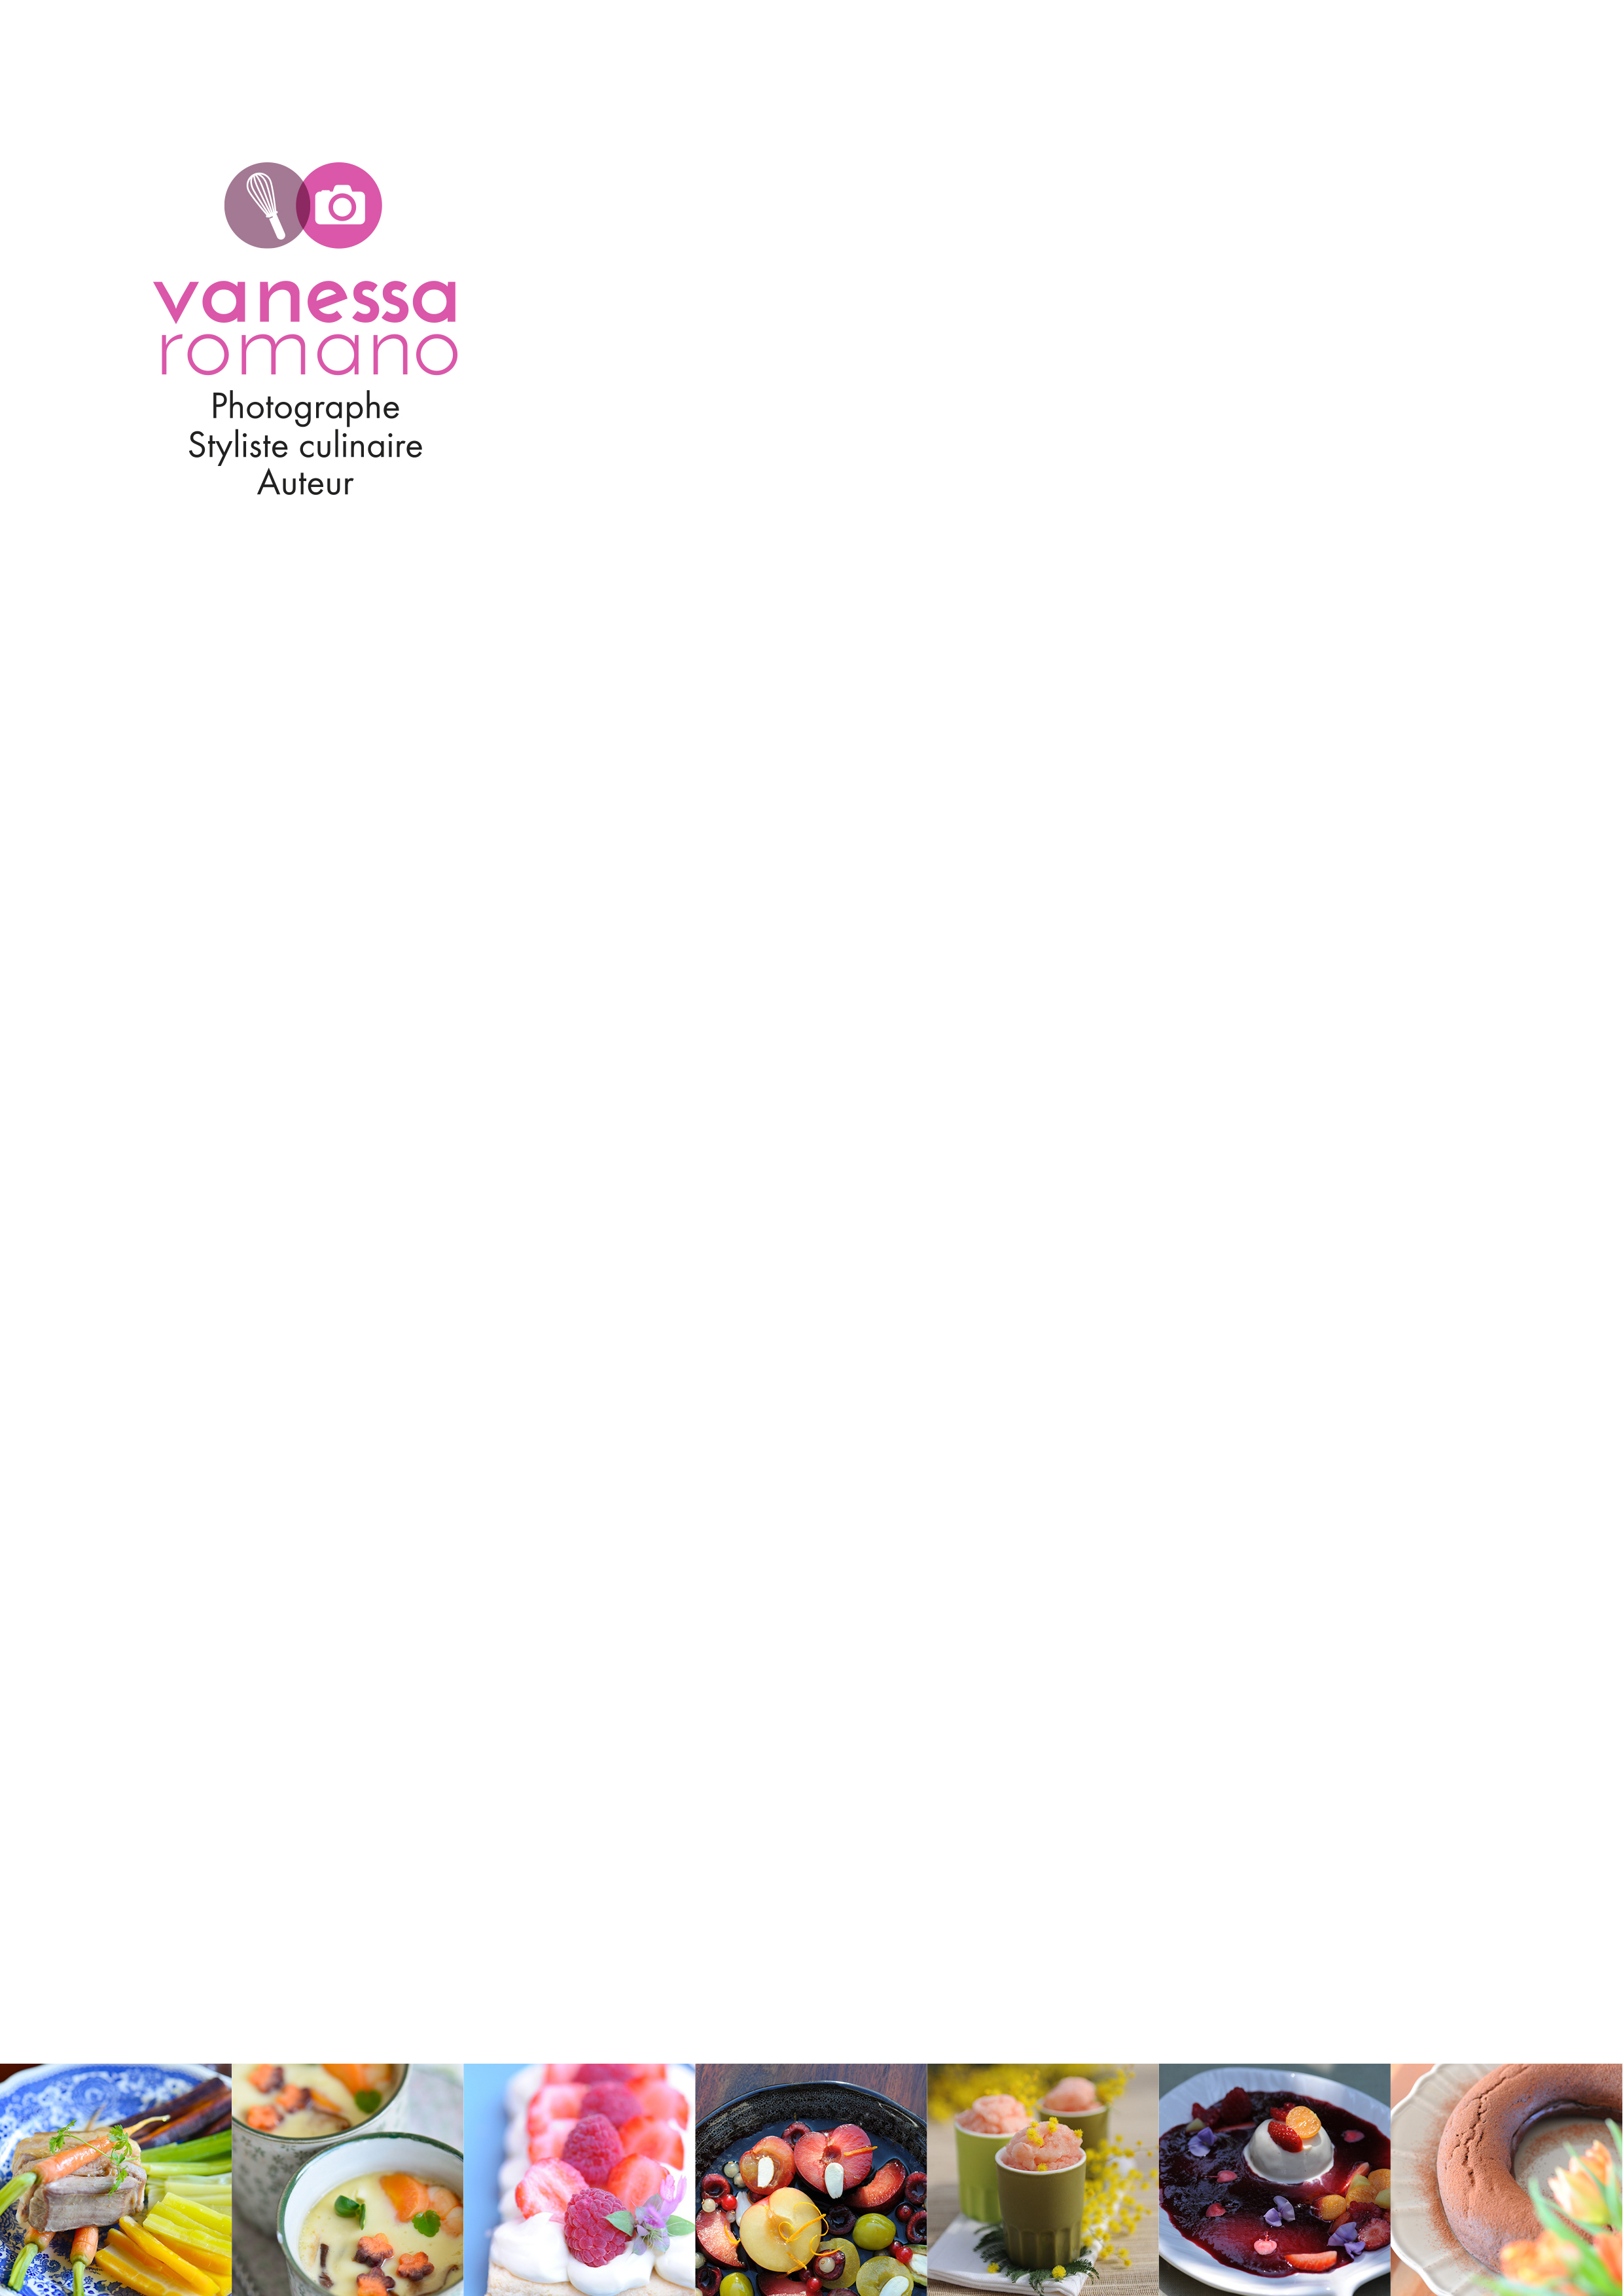 vanessa
romano
Photographe
Styliste culinaire
Auteur